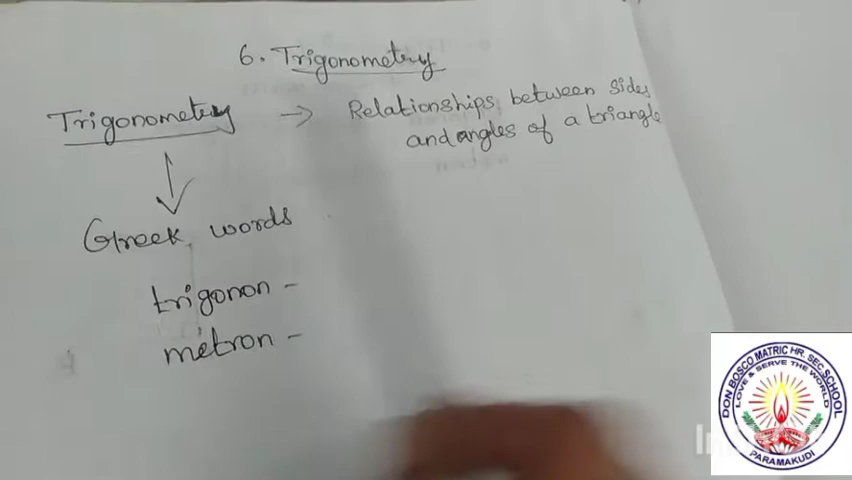 6. Trigonometry
Trigonometry → Relationships between sides
and angles of a triangle
Greek words
trigonon -
métron -
DON BOSCO MATRIC HR. SEC. SCHOOL
LOVE & SERVE THE WORLD
PARAMAKUDI